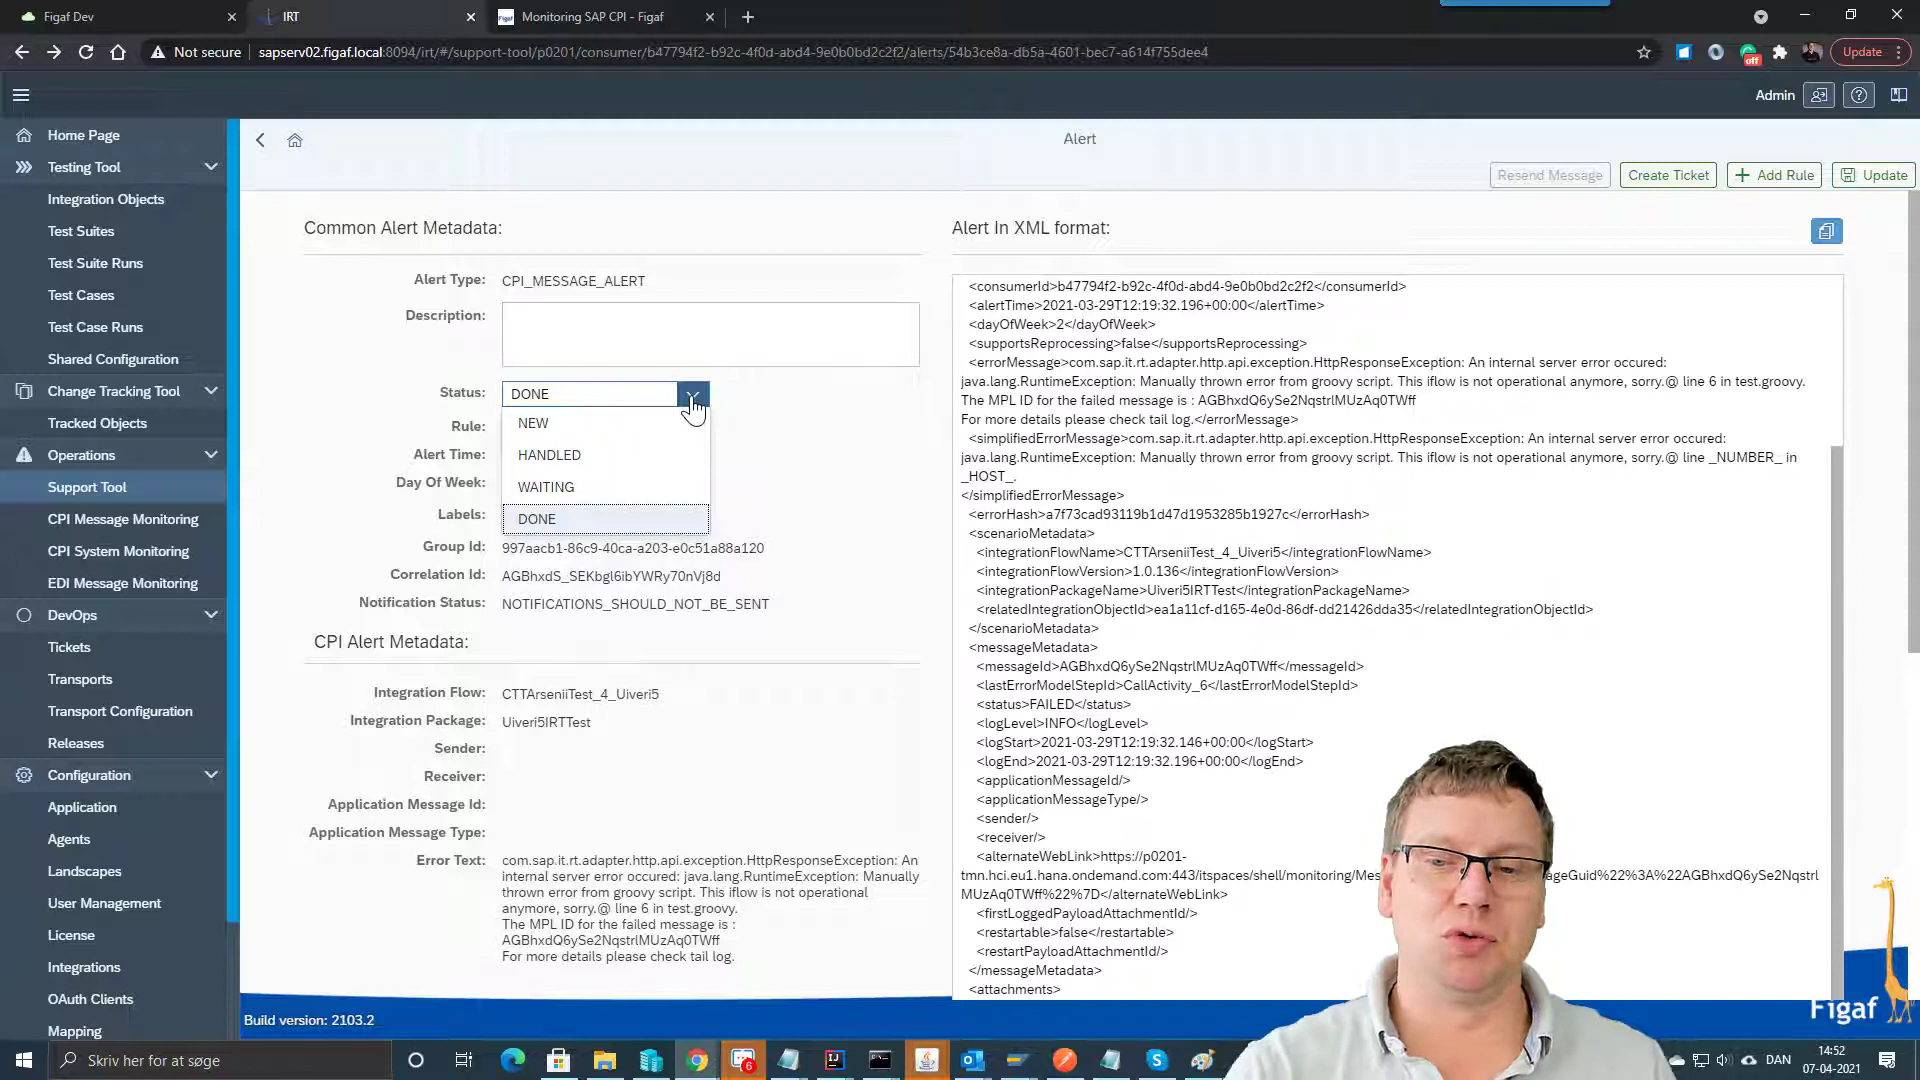 Figaf Dev
IRT
Monitoring SAP CPI - Figaf
Not secure
sapserv02.figaf.local:8094/irt/#/support-tool/p0201/consumer/b47794f2-b92c-4f0d-abd4-9e0b0bd2c2f2/alerts/54b3ce8a-db5a-4601-bec7-a614f755dee4
off
Update
Admin
Home Page
Testing Tool
Integration Objects
Test Suites
Test Suite Runs
Test Cases
Test Case Runs
Shared Configuration
Change Tracking Tool
Tracked Objects
Operations
Support Tool
CPI Message Monitoring
CPI System Monitoring
EDI Message Monitoring
DevOps
Tickets
Transports
Transport Configuration
Releases
Configuration
Application
Agents
Landscapes
User Management
License
Integrations
OAuth Clients
Mapping
Alert
Resend Message
Create Ticket
Add Rule
Update
Common Alert Metadata:
Alert Type: CPI_MESSAGE_ALERT
Description:
Status: DONE
NEW
HANDLED
WAITING
DONE
Rule:
Alert Time:
Day Of Week:
Labels:
Group Id: 997aacb1-86c9-40ca-a203-e0c51a88a120
Correlation Id: AGBhxdS_SEKbgl6ibYWRy70nVj8d
Notification Status: NOTIFICATIONS_SHOULD_NOT_BE_SENT
CPI Alert Metadata:
Integration Flow: CTTArseniiTest_4_Uiveri5
Integration Package: Uiveri5IRTTest
Sender:
Receiver:
Application Message Id:
Application Message Type:
Error Text: com.sap.it.rt.adapter.http.api.exception.HttpResponseException: An
internal server error occured: java.lang.RuntimeException: Manually
thrown error from groovy script. This iflow is not operational
anymore, sorry.@ line 6 in test.groovy.
The MPL ID for the failed message is :
AGBhxdQ6ySe2NqstrlMUzAq0TWff
For more details please check tail log.
Alert In XML format:
<consumerId>b47794f2-b92c-4f0d-abd4-9e0b0bd2c2f2</consumerId>
<alertTime>2021-03-29T12:19:32.196+00:00</alertTime>
<dayOfWeek>2</dayOfWeek>
<supportsReprocessing>false</supportsReprocessing>
<errorMessage>com.sap.it.rt.adapter.http.api.exception.HttpResponseException: An internal server error occured:
java.lang.RuntimeException: Manually thrown error from groovy script. This iflow is not operational anymore, sorry.@ line 6 in test.groovy.
The MPL ID for the failed message is : AGBhxdQ6ySe2NqstrlMUzAq0TWff
For more details please check tail log.</errorMessage>
<simplifiedErrorMessage>com.sap.it.rt.adapter.http.api.exception.HttpResponseException: An internal server error occured:
java.lang.RuntimeException: Manually thrown error from groovy script. This iflow is not operational anymore, sorry.@ line _NUMBER_ in
_HOST_.
</simplifiedErrorMessage>
<errorHash>a7f73cad93119b1d47d1953285b1927c</errorHash>
<scenarioMetadata>
<integrationFlowName>CTTArseniiTest_4_Uiveri5</integrationFlowName>
<integrationFlowVersion>1.0.136</integrationFlowVersion>
<integrationPackageName>Uiveri5IRTTest</integrationPackageName>
<relatedIntegrationObjectId>ea1a11cf-d165-4e0d-86df-dd21426dda35</relatedIntegrationObjectId>
</scenarioMetadata>
<messageMetadata>
<messageId>AGBhxdQ6ySe2NqstrlMUzAq0TWff</messageId>
<lastErrorModelStepId>CallActivity_6</lastErrorModelStepId>
<status>FAILED</status>
<logLevel>INFO</logLevel>
<logStart>2021-03-29T12:19:32.146+00:00</logStart>
<logEnd>2021-03-29T12:19:32.196+00:00</logEnd>
<applicationMessageId/>
<applicationMessageType/>
<sender/>
<receiver/>
<alternateWebLink>https://p0201-
tmn.hci.eu1.hana.ondemand.com:443/itspaces/shell/monitoring/Mes ageGuid%22%3A%22AGBhxdQ6ySe2Nqstrl
MUzAq0TWff%22%7D</alternateWebLink>
<firstLoggedPayloadAttachmentId/>
<restartable>false</restartable>
<restartPayloadAttachmentId/>
</messageMetadata>
<attachments>
Figaf
Build version: 2103.2
Skriv her for at søge
6
DAN
14:52
07-04-2021